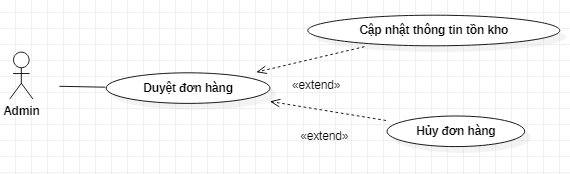 Cập nhật thông tin tồn kho
Duyệt đơn hàng
«extend»
Admin
Hủy đơn hàng
«extend»